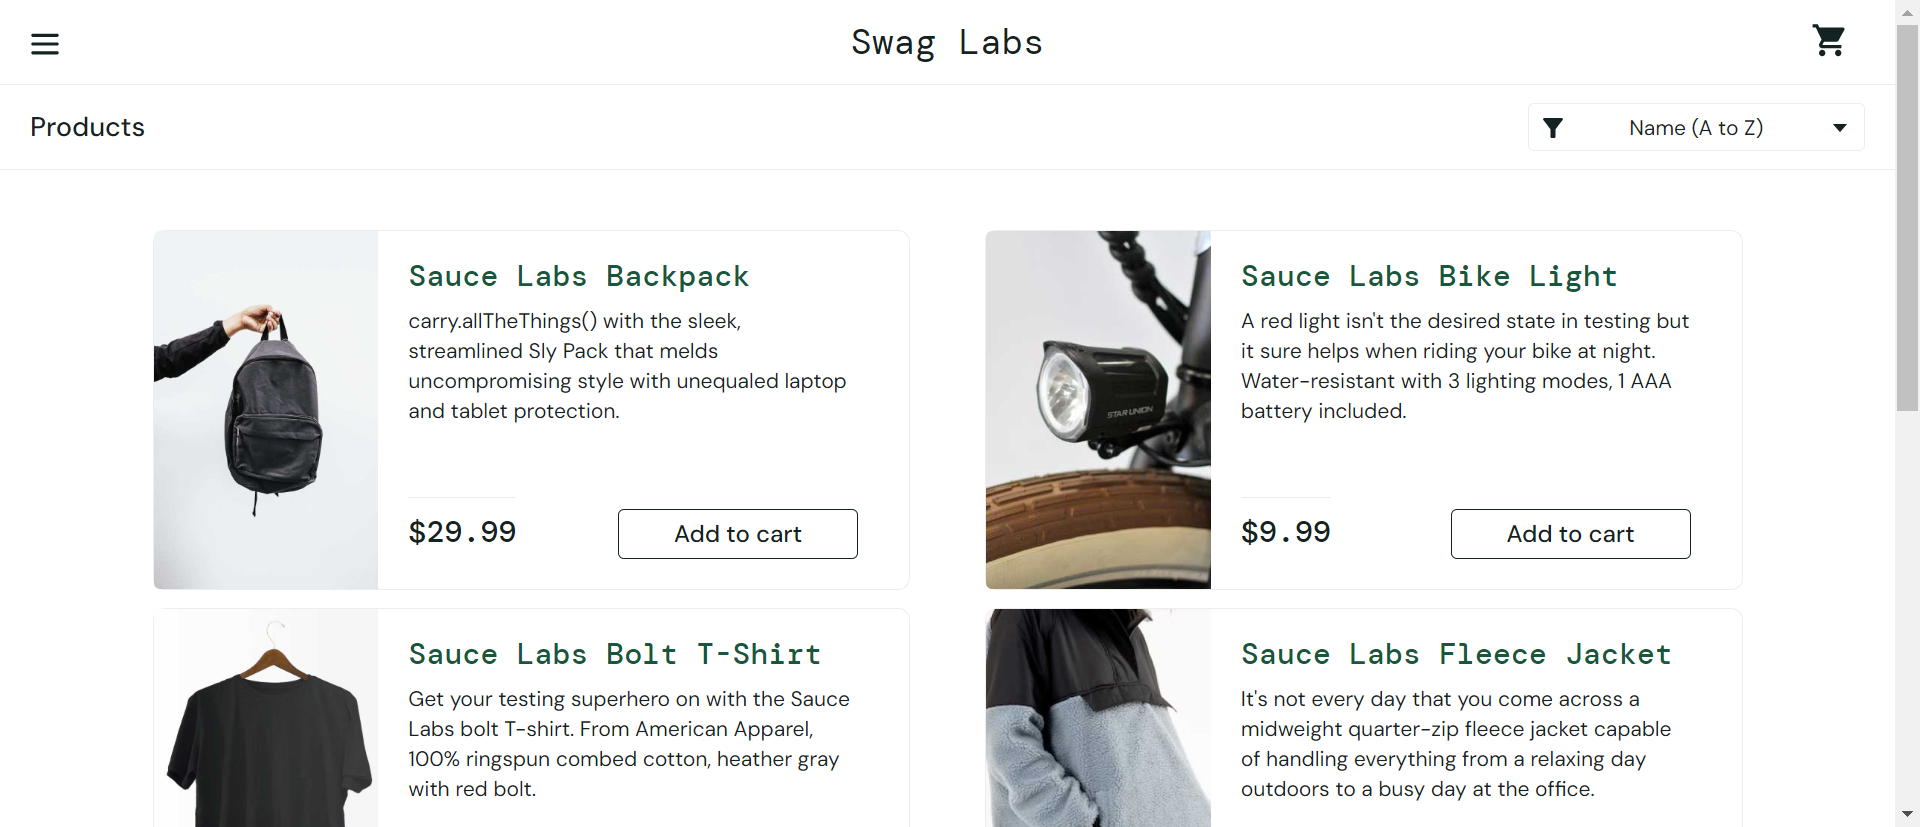 Swag Labs
Products
Name (A to Z)
Sauce Labs Backpack
carry.allTheThings() with the sleek,
streamlined Sly Pack that melds
uncompromising style with unequaled laptop
and tablet protection.
$29.99
Add to cart
Sauce Labs Bike Light
A red light isn't the desired state in testing but
it sure helps when riding your bike at night.
Water-resistant with 3 lighting modes, 1 AAA
battery included.
STAR UNION
$9.99
Add to cart
Sauce Labs Bolt T-Shirt
Get your testing superhero on with the Sauce
Labs bolt T-shirt. From American Apparel,
100% ringspun combed cotton, heather gray
with red bolt.
Sauce Labs Fleece Jacket
It's not every day that you come across a
midweight quarter-zip fleece jacket capable
of handling everything from a relaxing day
outdoors to a busy day at the office.